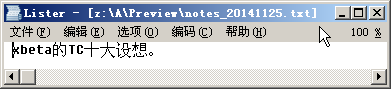 Lister - [z:\A\Preview\notes_20141125.txt]
文件(F) 编辑(E) 选项(O) 编码(C) 帮助(H) 100 %
xbeta的TC十大设想。